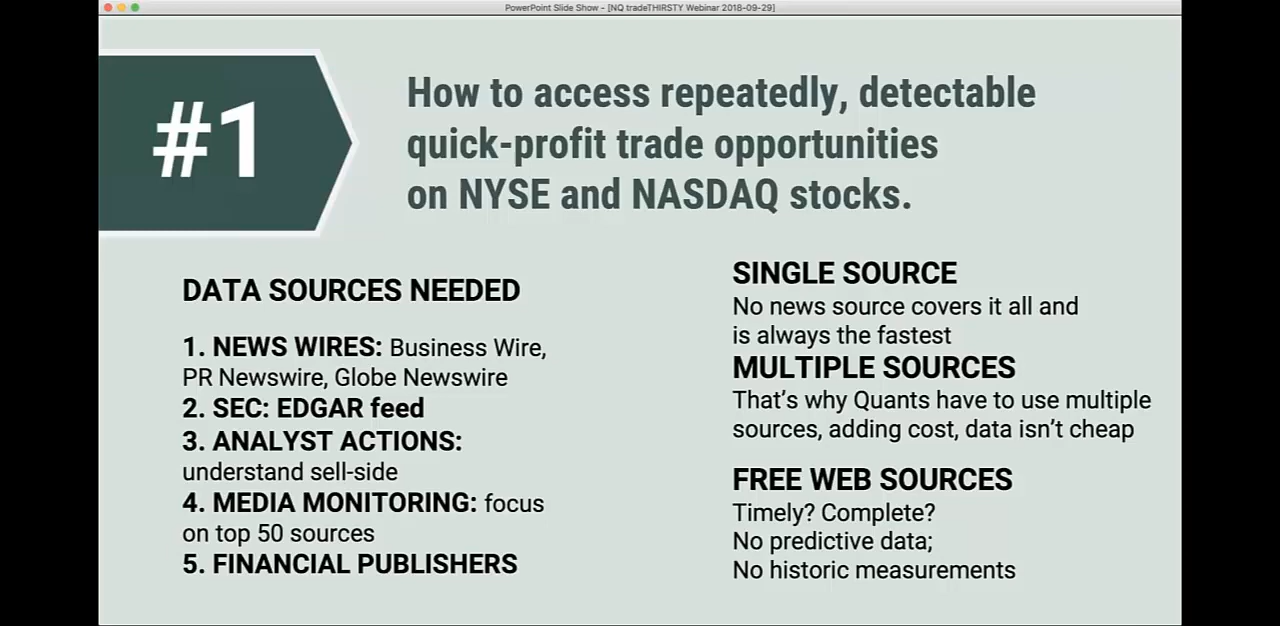 PowerPoint Slide Show - [NQ tradeTHIRSTY Webinar 2018-09-29]
#1
How to access repeatedly, detectable
quick-profit trade opportunities
on NYSE and NASDAQ stocks.
DATA SOURCES NEEDED
1. NEWS WIRES: Business Wire,
PR Newswire, Globe Newswire
2. SEC: EDGAR feed
3. ANALYST ACTIONS:
understand sell-side
4. MEDIA MONITORING: focus
on top 50 sources
5. FINANCIAL PUBLISHERS
SINGLE SOURCE
No news source covers it all and
is always the fastest
MULTIPLE SOURCES
That's why Quants have to use multiple
sources, adding cost, data isn't cheap
FREE WEB SOURCES
Timely? Complete?
No predictive data;
No historic measurements